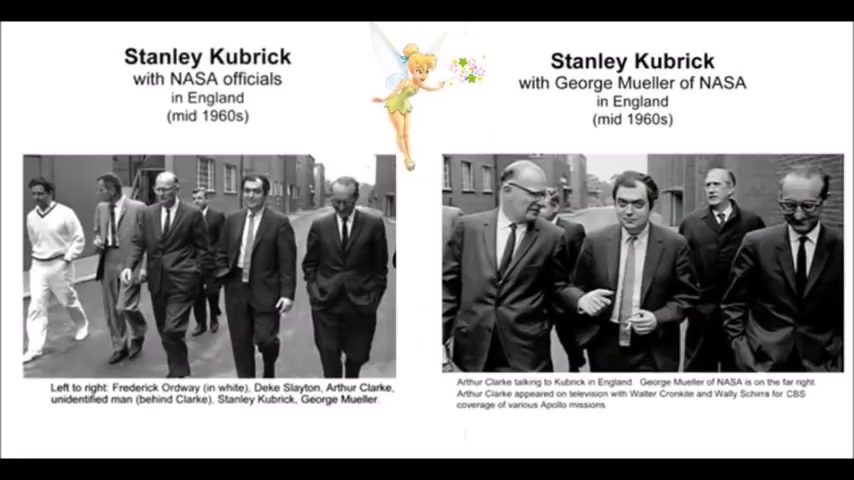 Stanley Kubrick
with NASA officials
in England
(mid 1960s)
Left to right: Frederick Ordway (in white), Deke Slayton, Arthur Clarke,
unidentified man (behind Clarke), Stanley Kubrick, George Mueller.
Stanley Kubrick
with George Mueller of NASA
in England
(mid 1960s)
Arthur Clarke talking to Kubrick in England. George Mueller of NASA is on the far right.
Arthur Clarke appeared on television with Walter Cronkite and Wally Schirra for CBS
coverage of various Apollo missions.